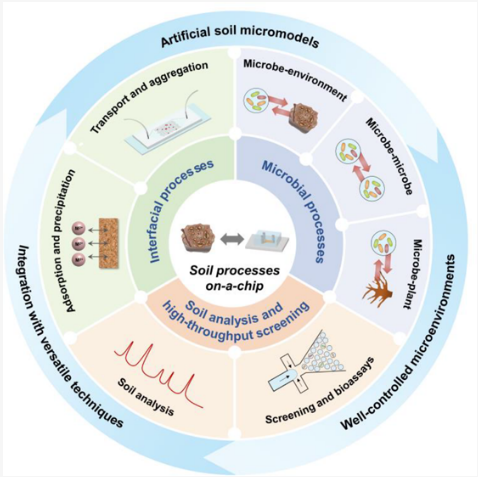 Artificial soil micromodels
Transport and aggregation
Microbe-environment
Microbe-microbe
Microbe-plant
Adsorption and precipitation
Interfacial processes
Microbial processes
Soil processes
on-a-chip
Soil analysis and
high-throughput screening
Soil analysis
Screening and bioassays
Integration with versatile techniques
Well-controlled microenvironments